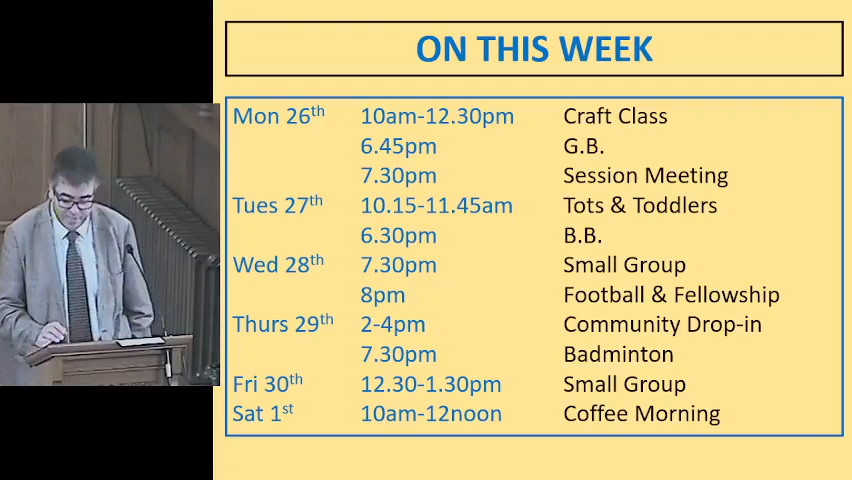 ON THIS WEEK
Mon 26th 10am-12.30pm Craft Class
6.45pm G.B.
7.30pm Session Meeting
Tues 27th 10.15-11.45am Tots & Toddlers
6.30pm B.B.
Wed 28th 7.30pm Small Group
8pm Football & Fellowship
Thurs 29th 2-4pm Community Drop-in
7.30pm Badminton
Fri 30th 12.30-1.30pm Small Group
Sat 1st 10am-12noon Coffee Morning